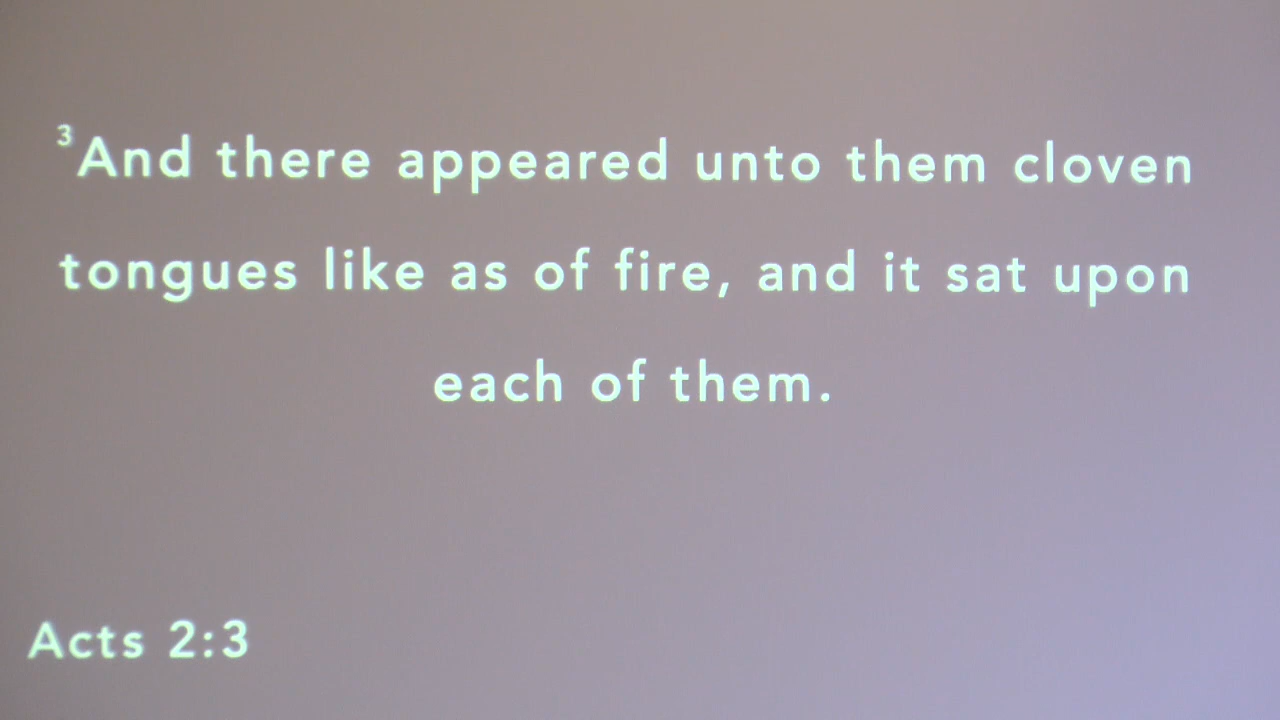 ³And there appeared unto them cloven
tongues like as of fire, and it sat upon
each of them.
Acts 2:3